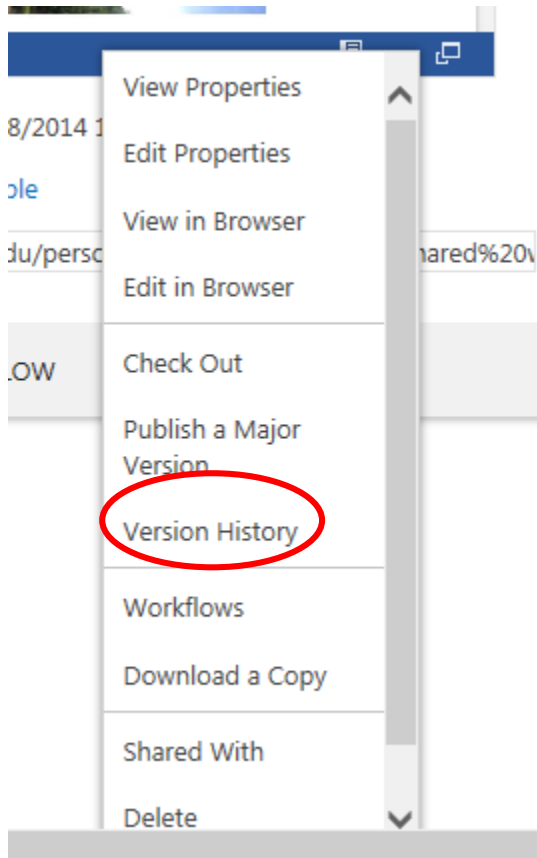 View Properties
8/2014 1
Edit Properties
ple
View in Browser
du/perso
hared%20
Edit in Browser
LOW
Check Out
Publish a Major
Version
Version History
Workflows
Download a Copy
Shared With
Delete